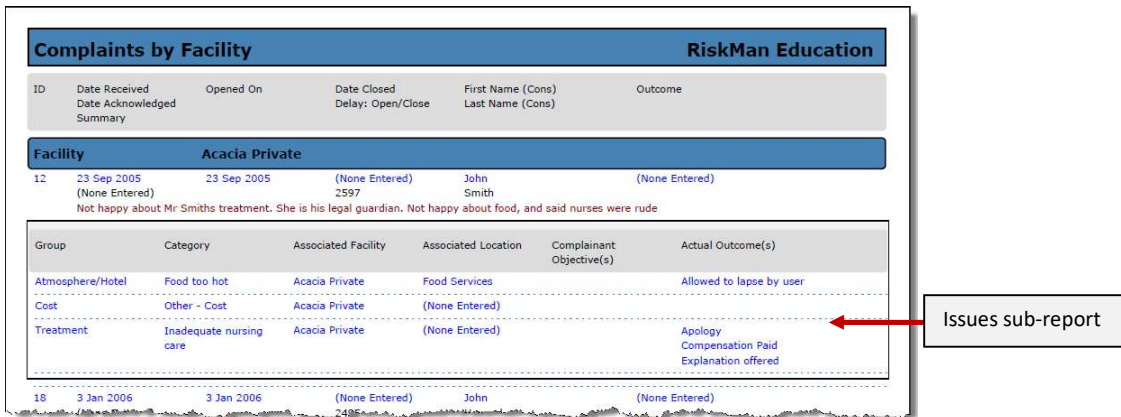 Complaints by Facility RiskMan Education
ID Date Received Opened On Date Closed First Name (Cons) Outcome
Date Acknowledged Delay: Open/Close Last Name (Cons)
Summary
Facility Acacia Private
12 23 Sep 2005 23 Sep 2005 (None Entered) John (None Entered)
(None Entered) 2597 Smith
Not happy about Mr Smiths treatment. She is his legal guardian. Not happy about food, and said nurses were rude
Group Category Associated Facility Associated Location Complainant Actual Outcome(s)
Objective(s)
Atmosphere/Hotel Food too hot Acacia Private Food Services Allowed to lapse by user
Cost Other - Cost Acacia Private (None Entered)
Treatment Inadequate nursing Acacia Private (None Entered) Apology
care Compensation Paid
Explanation offered
Issues sub-report
18 3 Jan 2006 3 Jan 2006 (None Entered) John (None Entered)